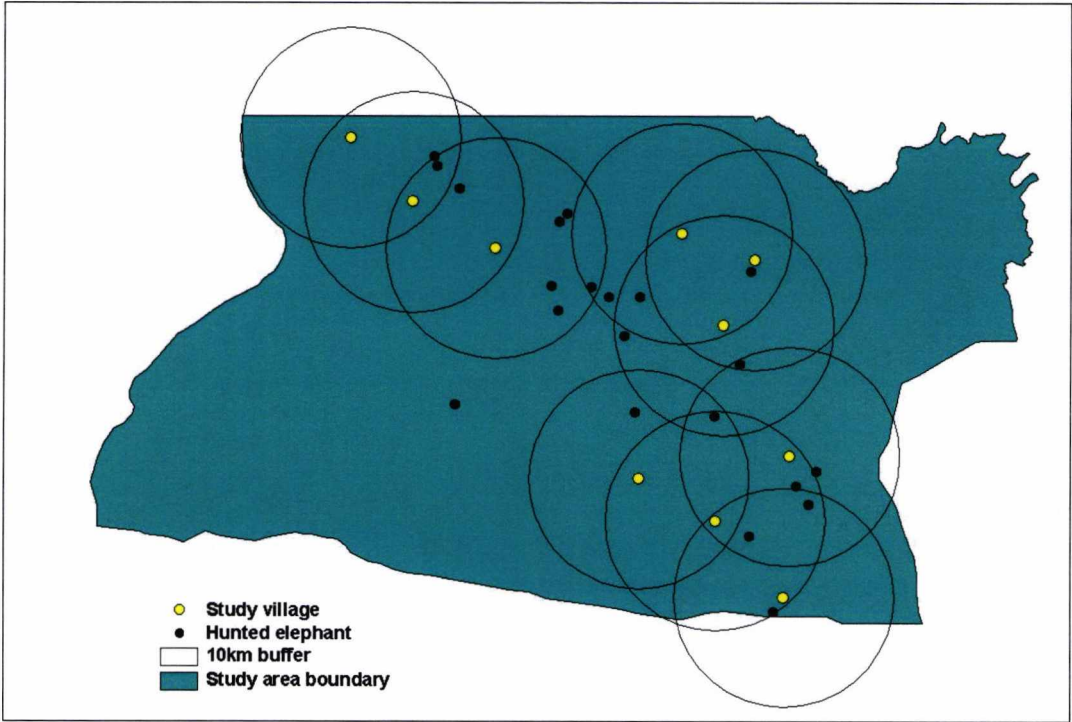 Study village
Hunted elephant
10km buffer
Study area boundary